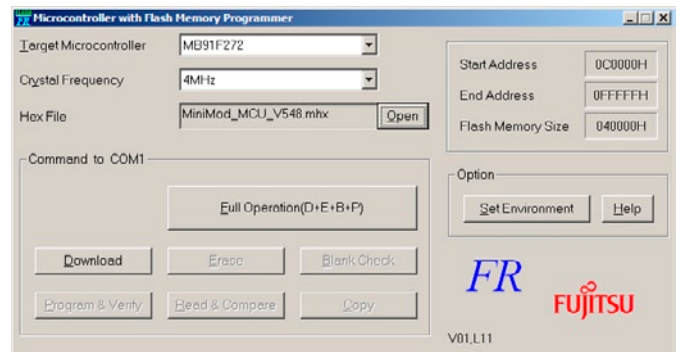 FR Microcontroller with Flash Memory Programmer
Target Microcontroller
MB91F272
Crystal Frequency
4MHz
Hex File
MiniMod_MCU_V548.mhx
Open
Start Address
0C0000H
End Address
0FFFFFH
Flash Memory Size
040000H
Command to COM1
Full Operation(D+E+B+P)
Download
Erase
Blank Check
Program & Verify
Read & Compare
Copy
Option
Set Environment
Help
FR
FUJITSU
V01,L11